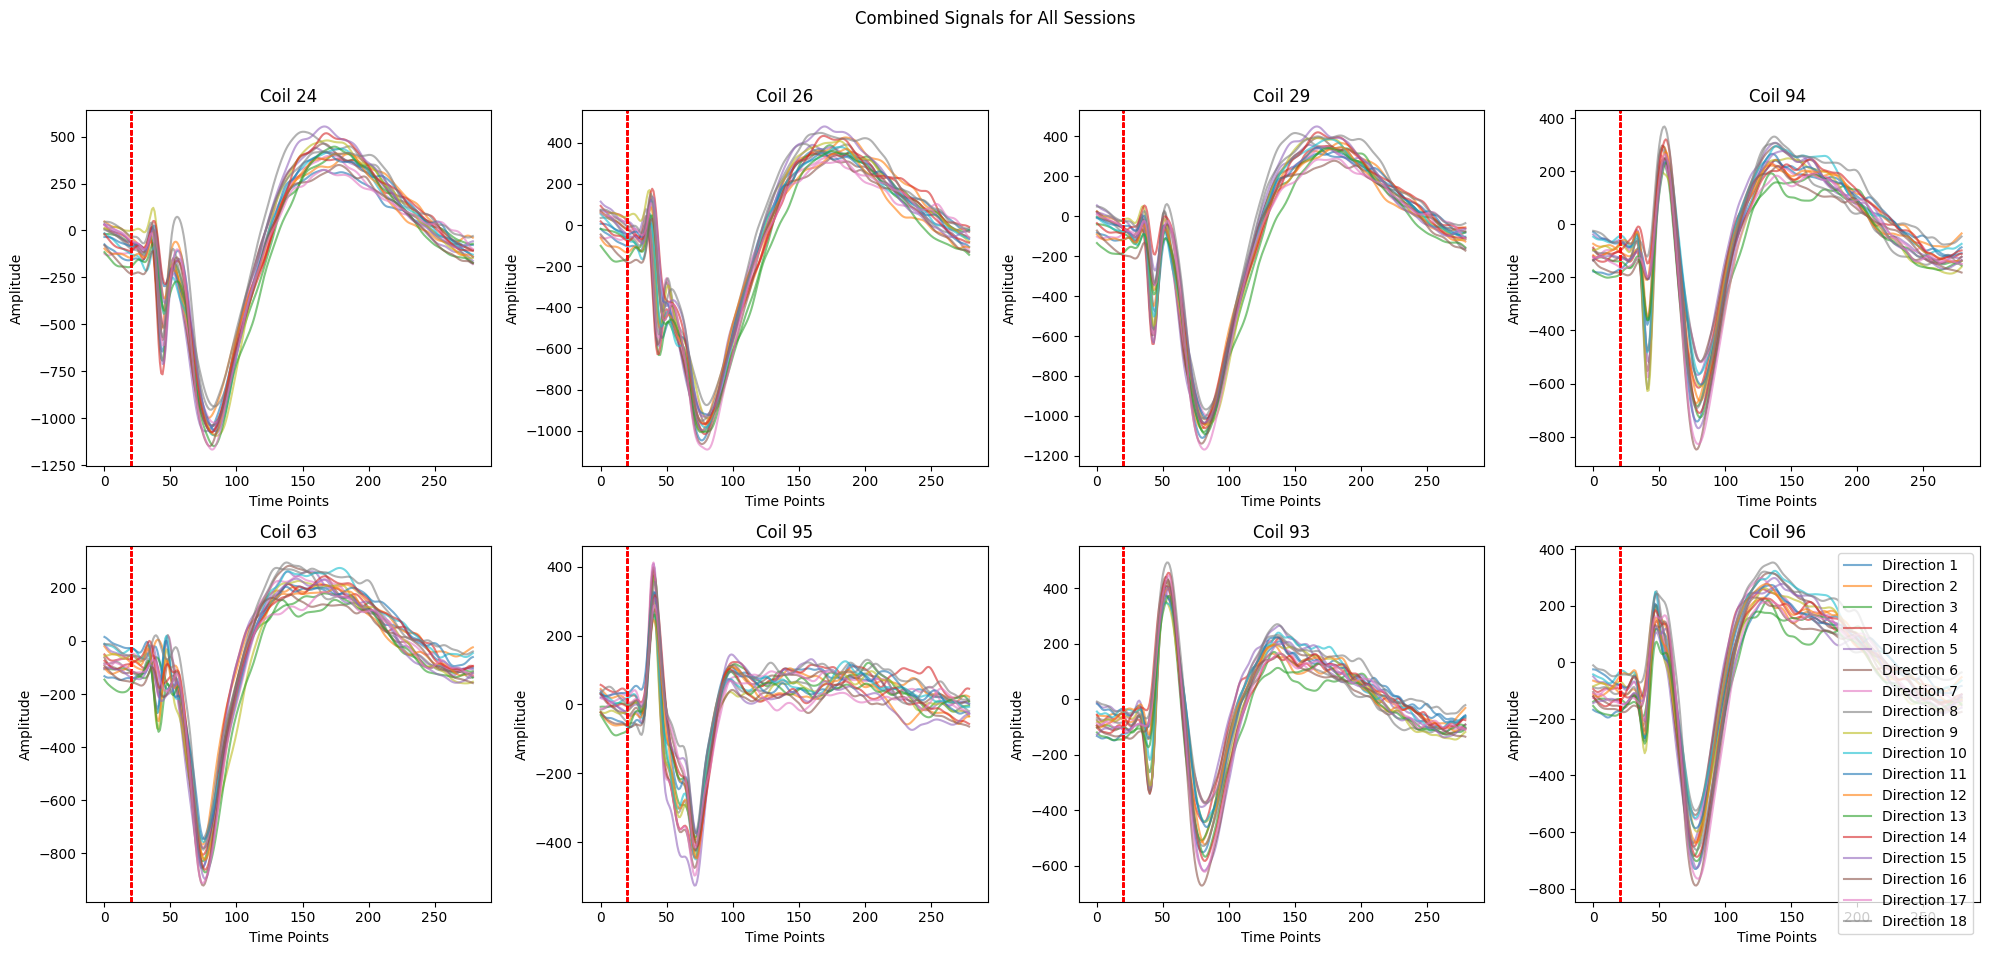 Combined Signals for All Sessions
Coil 24
500
250
0
−250
−500
−750
−1000
−1250
Amplitude
0 50 100 150 200 250
Time Points
Coil 26
400
200
0
−200
−400
−600
−800
−1000
Amplitude
0 50 100 150 200 250
Time Points
Coil 29
400
200
0
−200
−400
−600
−800
−1000
−1200
Amplitude
0 50 100 150 200 250
Time Points
Coil 94
400
200
0
−200
−400
−600
−800
Amplitude
0 50 100 150 200 250
Time Points
Coil 63
200
0
−200
−400
−600
−800
Amplitude
0 50 100 150 200 250
Time Points
Coil 95
400
200
0
−200
−400
Amplitude
0 50 100 150 200 250
Time Points
Coil 93
400
200
0
−200
−400
−600
Amplitude
0 50 100 150 200 250
Time Points
Coil 96
400
200
0
−200
−400
−600
−800
Amplitude
0 50 100 150 200 250
Time Points
Direction 1
Direction 2
Direction 3
Direction 4
Direction 5
Direction 6
Direction 7
Direction 8
Direction 9
Direction 10
Direction 11
Direction 12
Direction 13
Direction 14
Direction 15
Direction 16
Direction 17
Direction 18